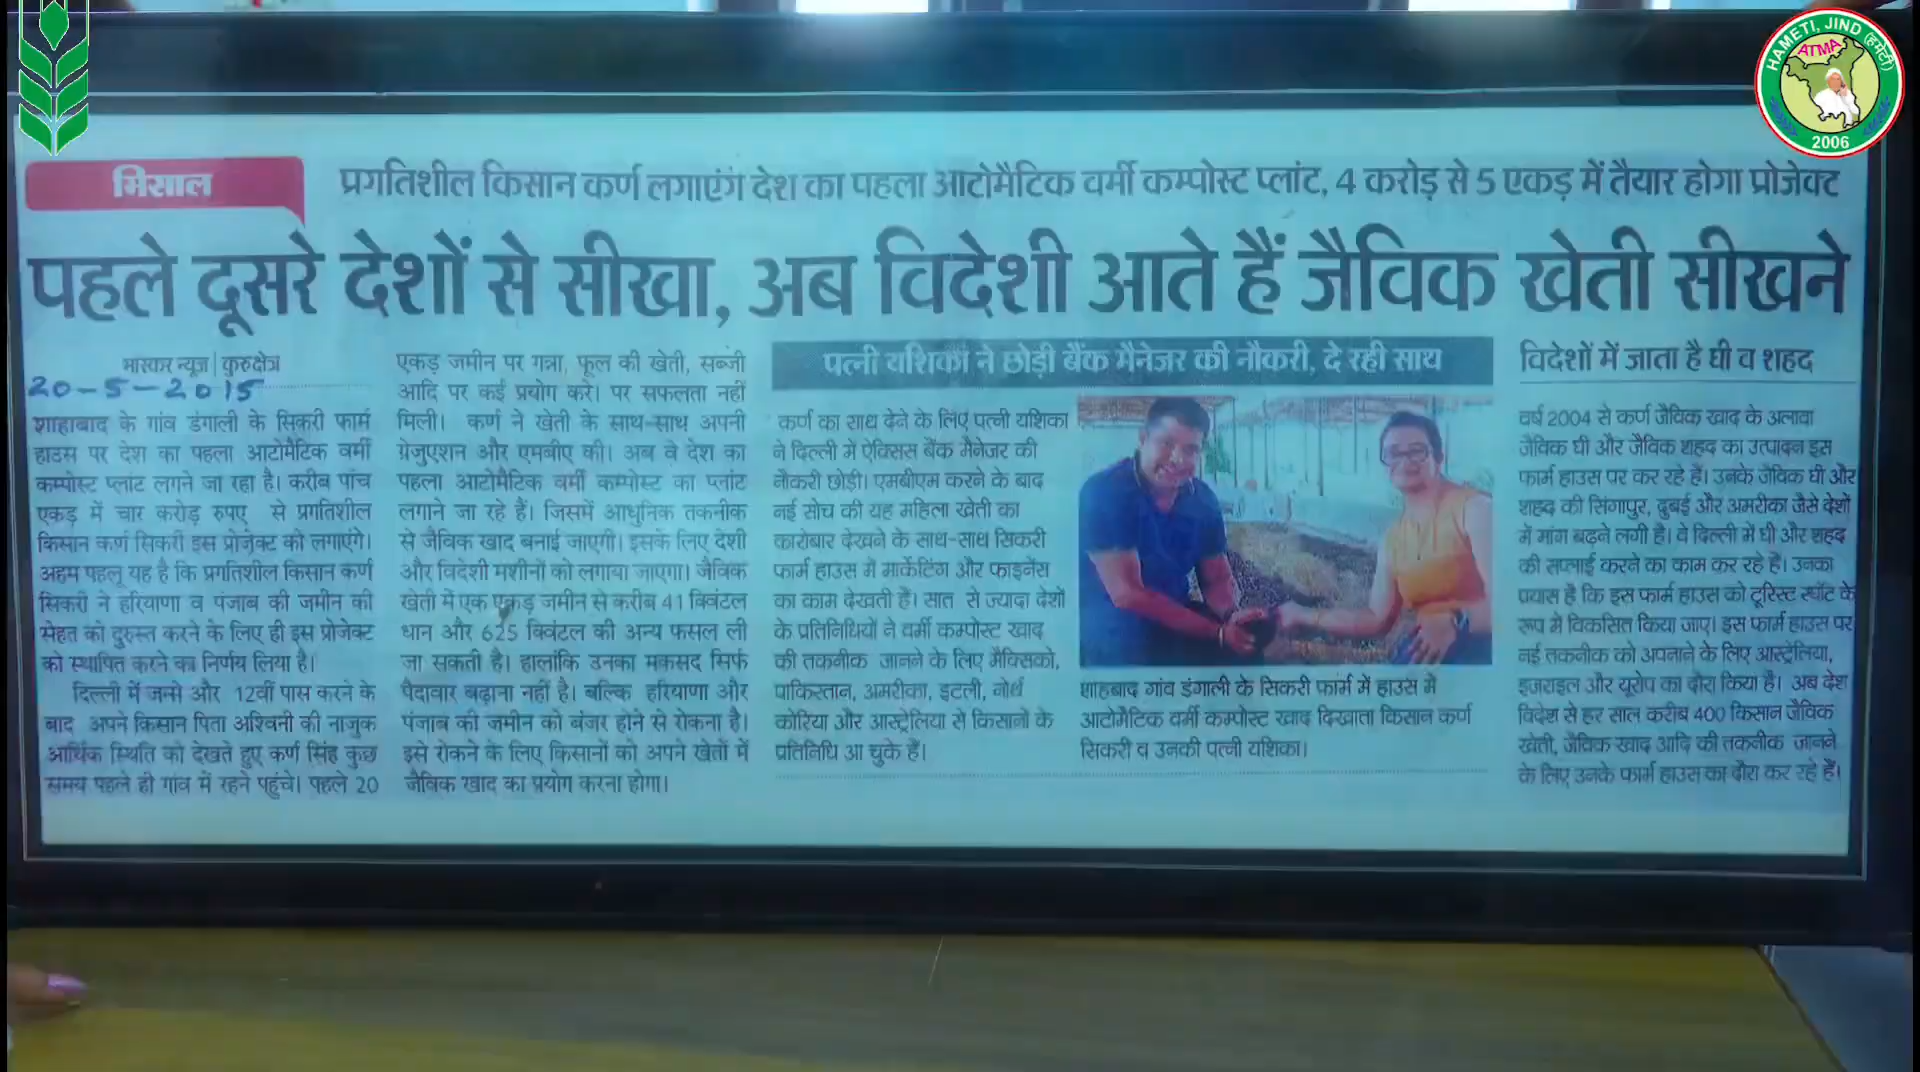 HAMETI, JIND (हमेटी)
ATMA
2006
मिसाल
प्रगतिशील किसान कर्ण लगाएंगे देश का पहला आटोमैटिक वर्मी कम्पोस्ट प्लांट, 4 करोड़ से 5 एकड़ में तैयार होगा प्रोजेक्ट
पहले दूसरे देशों से सीखा, अब विदेशी आते हैं जैविक खेती सीखने
भास्कर न्यूज | कुरुक्षेत्र
20-5-2015
शाहाबाद के गांव डंगाली के सिकरी फार्म
हाउस पर देश का पहला आटोमैटिक वर्मी
कम्पोस्ट प्लांट लगने जा रहा है। करीब पांच
एकड़ में चार करोड़ रुपए से प्रगतिशील
किसान कर्ण सिकरी इस प्रोजेक्ट को लगाएंगे।
अहम पहलू यह है कि प्रगतिशील किसान कर्ण
सिकरी ने हरियाणा व पंजाब की जमीन की
सेहत को दुरुस्त करने के लिए ही इस प्रोजेक्ट
को स्थापित करने का निर्णय लिया है।
दिल्ली में जन्मे और 12वीं पास करने के
बाद अपने किसान पिता अश्विनी की नाजुक
आर्थिक स्थिति को देखते हुए कर्ण सिंह कुछ
समय पहले ही गांव में रहने पहुंचे। पहले 20
एकड़ जमीन पर गन्ना, फूल की खेती, सब्जी
आदि पर कई प्रयोग करे। पर सफलता नहीं
मिली। कर्ण ने खेती के साथ-साथ अपनी
ग्रेजुएशन और एमबीए की। अब वे देश का
पहला आटोमैटिक वर्मी कम्पोस्ट का प्लांट
लगाने जा रहे हैं। जिसमें आधुनिक तकनीक
से जैविक खाद बनाई जाएगी। इसके लिए देशी
और विदेशी मशीनों को लगाया जाएगा। जैविक
खेती में एक एकड़ जमीन से करीब 41 क्विंटल
धान और 625 क्विंटल की अन्य फसल ली
जा सकती है। हालांकि उनका मकसद सिर्फ
पैदावार बढ़ाना नहीं है। बल्कि हरियाणा और
पंजाब की जमीन को बंजर होने से रोकना है।
इसे रोकने के लिए किसानों को अपने खेतों में
जैविक खाद का प्रयोग करना होगा।
पत्नी यशिका ने छोड़ी बैंक मैनेजर की नौकरी, दे रही साथ
कर्ण का साथ देने के लिए पत्नी यशिका
ने दिल्ली में ऐक्सिस बैंक मैनेजर की
नौकरी छोड़ी। एमबीएम करने के बाद
नई सोच की यह महिला खेती का
कारोबार देखने के साथ-साथ सिकरी
फार्म हाउस में मार्केटिंग और फाइनेंस
का काम देखती हैं। सात से ज्यादा देशों
के प्रतिनिधियों ने वर्मी कम्पोस्ट खाद
की तकनीक जानने के लिए मैक्सिको,
पाकिस्तान, अमरीका, इटली, नोर्थ
कोरिया और आस्ट्रेलिया से किसानों के
प्रतिनिधि आ चुके हैं।
शाहबाद गांव डंगाली के सिकरी फार्म में हाउस में
आटोमैटिक वर्मी कम्पोस्ट खाद दिखाता किसान कर्ण
सिकरी व उनकी पत्नी यशिका।
विदेशों में जाता है घी व शहद
वर्ष 2004 से कर्ण जैविक खाद के अलावा
जैविक घी और जैविक शहद का उत्पादन इस
फार्म हाउस पर कर रहे हैं। उनके जैविक घी और
शहद की सिंगापुर, दुबई और अमरीका जैसे देशों
में मांग बढ़ने लगी है। वे दिल्ली में घी और शहद
की सप्लाई करने का काम कर रहे हैं। उनका
प्रयास है कि इस फार्म हाउस को टूरिस्ट स्पॉट के
रूप में विकसित किया जाए। इस फार्म हाउस पर
नई तकनीक को अपनाने के लिए आस्ट्रेलिया,
इजराइल और यूरोप का दौरा किया है। अब देश
विदेश से हर साल करीब 400 किसान जैविक
खेती, जैविक खाद आदि की तकनीक जानने
के लिए उनके फार्म हाउस का दौरा कर रहे हैं।